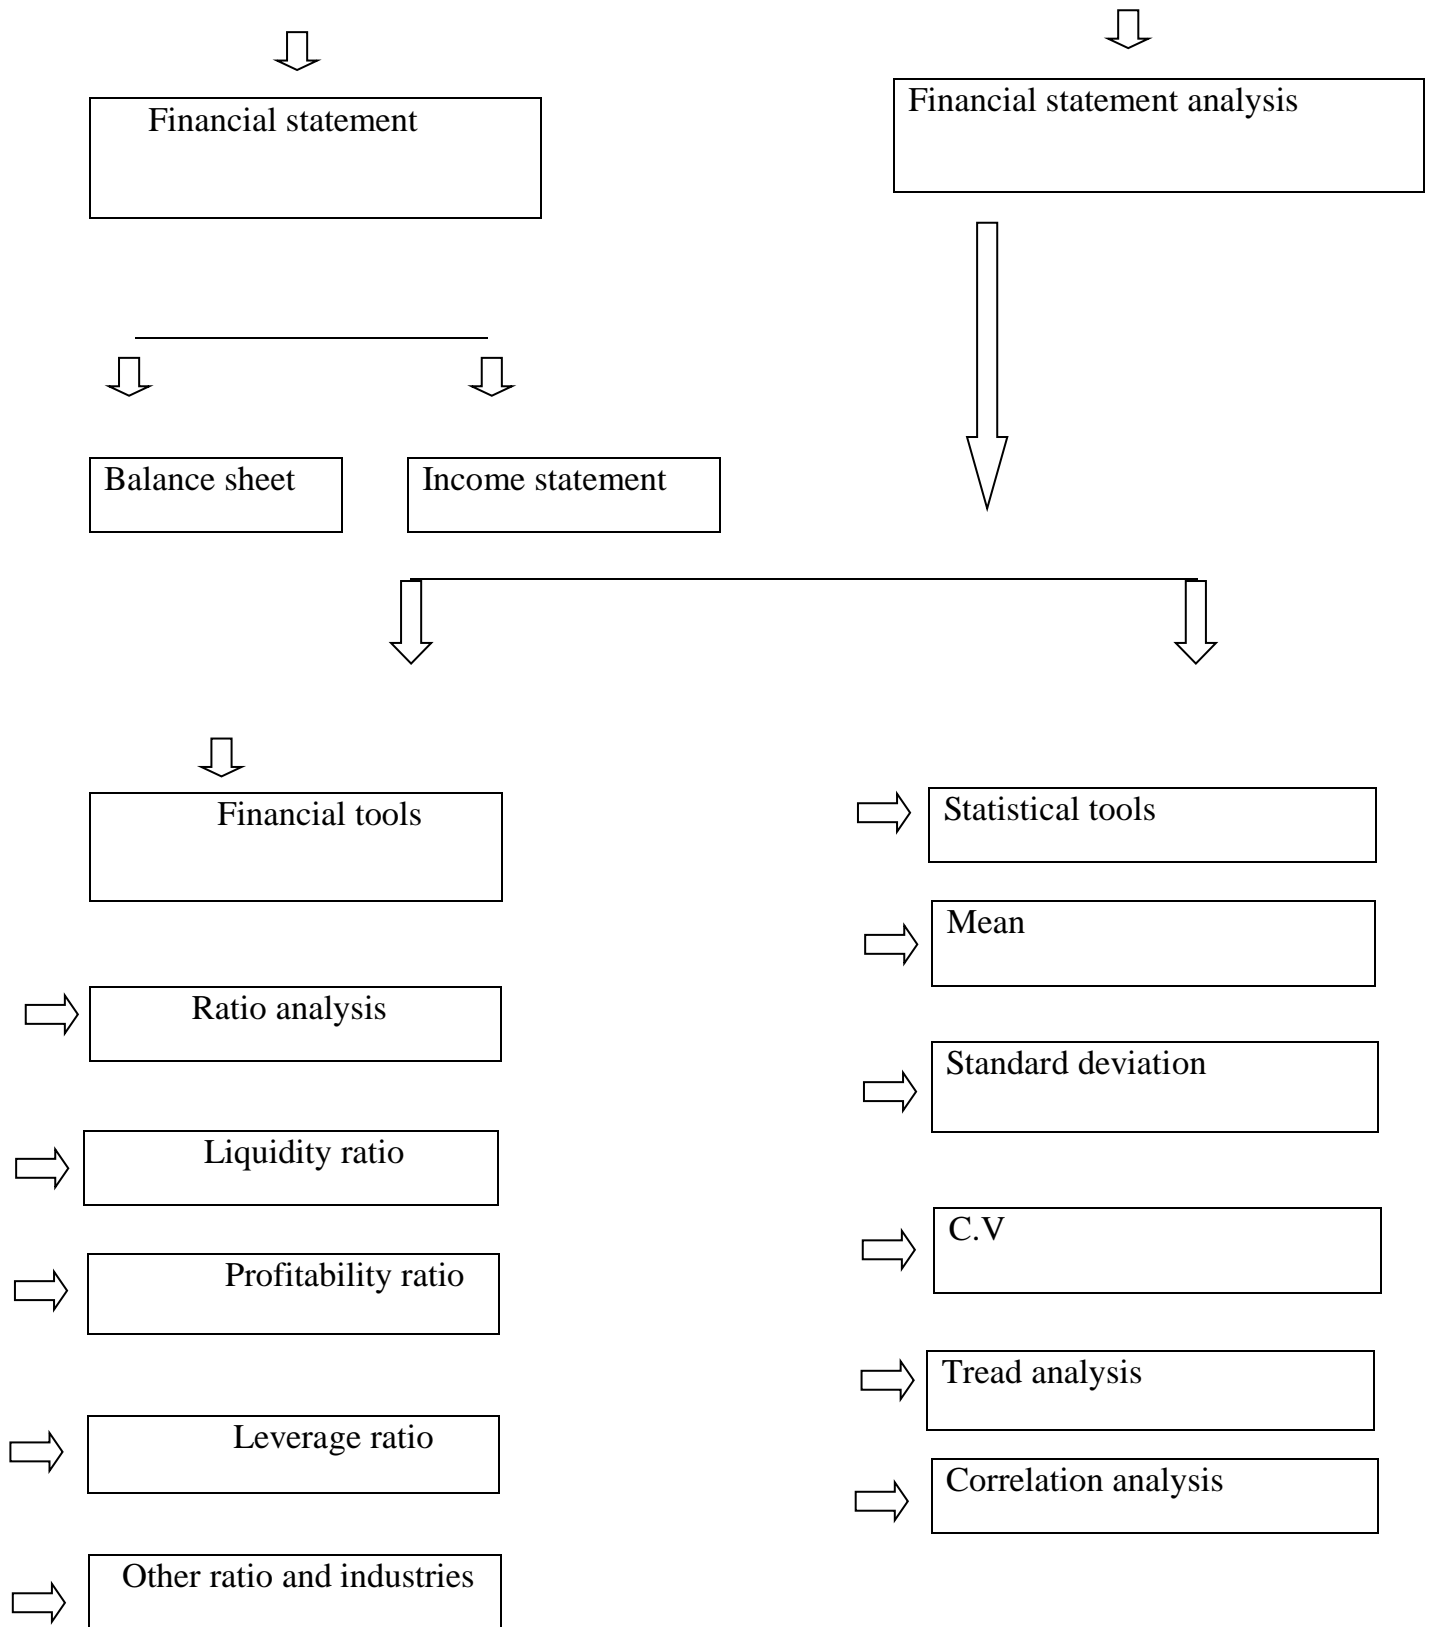 Financial statement
Financial statement analysis
Balance sheet
Income statement
Financial tools
Ratio analysis
Liquidity ratio
Profitability ratio
Leverage ratio
Other ratio and industries
Statistical tools
Mean
Standard deviation
C.V
Tread analysis
Correlation analysis